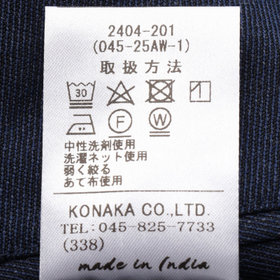 2404-201
(045-25AW-1)
取扱方法
30
F
W
中性洗剤使用
洗濯ネット使用
弱く絞る
あて布使用
KONAKA CO.,LTD.
TEL:045-825-7733
(338)
made in India